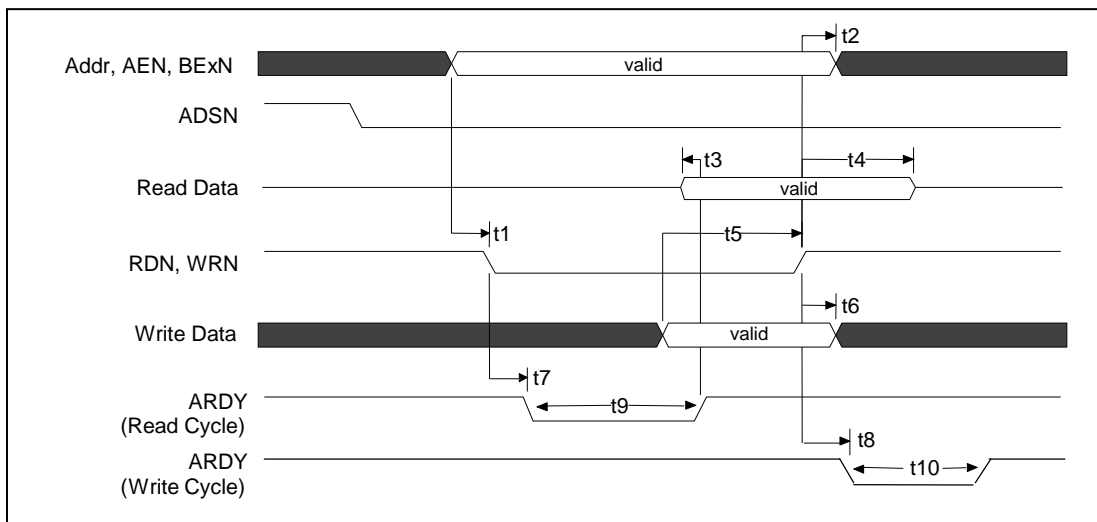 t2
Addr, AEN, BExN
valid
ADSN
t3
t4
Read Data
valid
t1
t5
RDN, WRN
t6
Write Data
valid
t7
ARDY
(Read Cycle)
t9
t8
ARDY
(Write Cycle)
t10